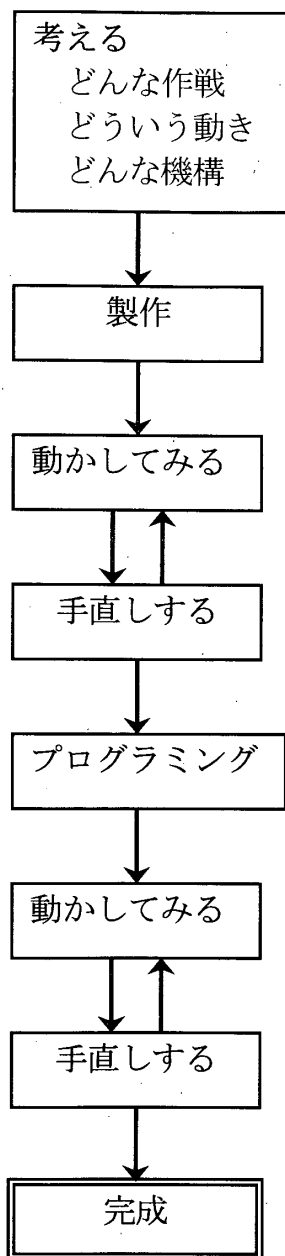 考える
どんな作戦
どういう動き
どんな機構
製作
動かしてみる
手直しする
プログラミング
動かしてみる
手直しする
完成